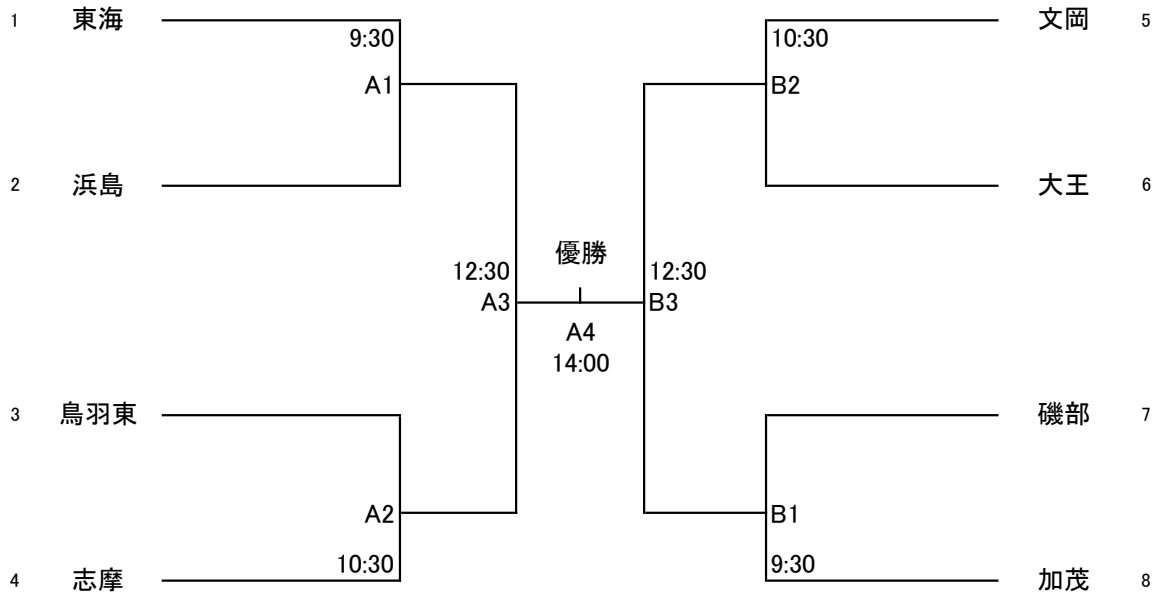 1 東海 文岡 5
9:30 10:30
A1 B2
2 浜島 大王 6
優勝
12:30 12:30
A3 B3
A4
14:00
3 鳥羽東 磯部 7
A2 B1
10:30 9:30
4 志摩 加茂 8